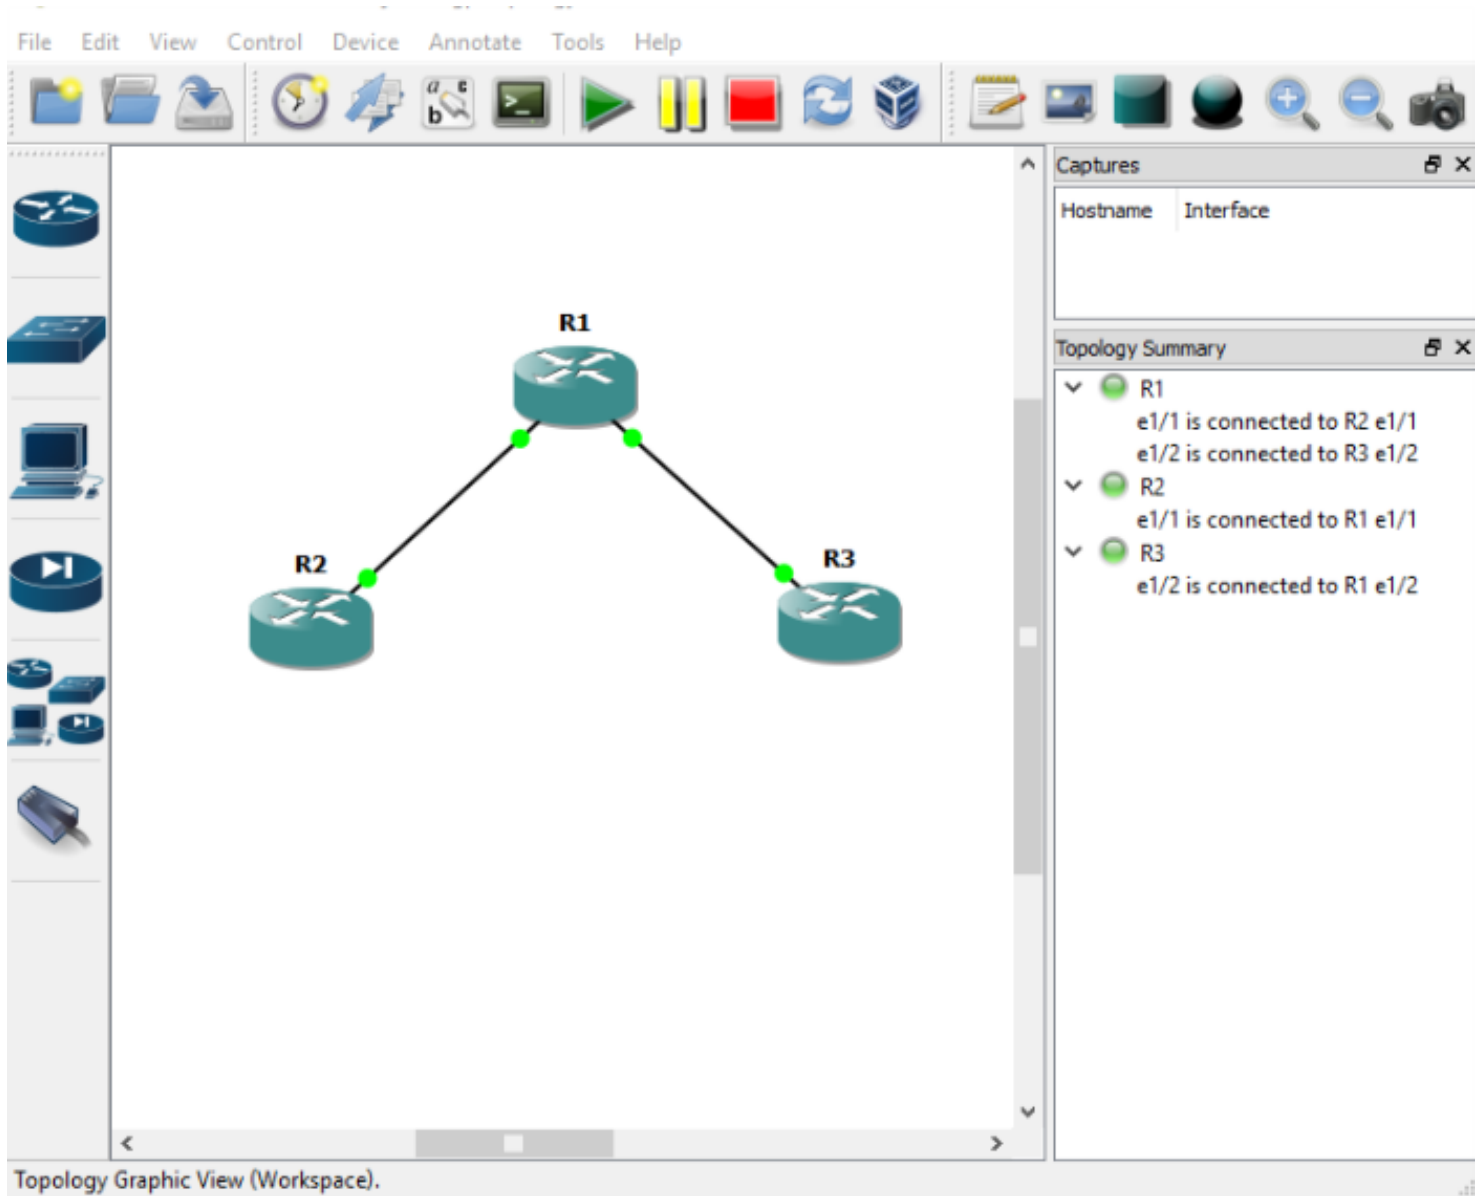 File Edit View Control Device Annotate Tools Help
Captures
Hostname Interface
R1
R2
R3
Topology Summary
R1
e1/1 is connected to R2 e1/1
e1/2 is connected to R3 e1/2
R2
e1/1 is connected to R1 e1/1
R3
e1/2 is connected to R1 e1/2
Topology Graphic View (Workspace).